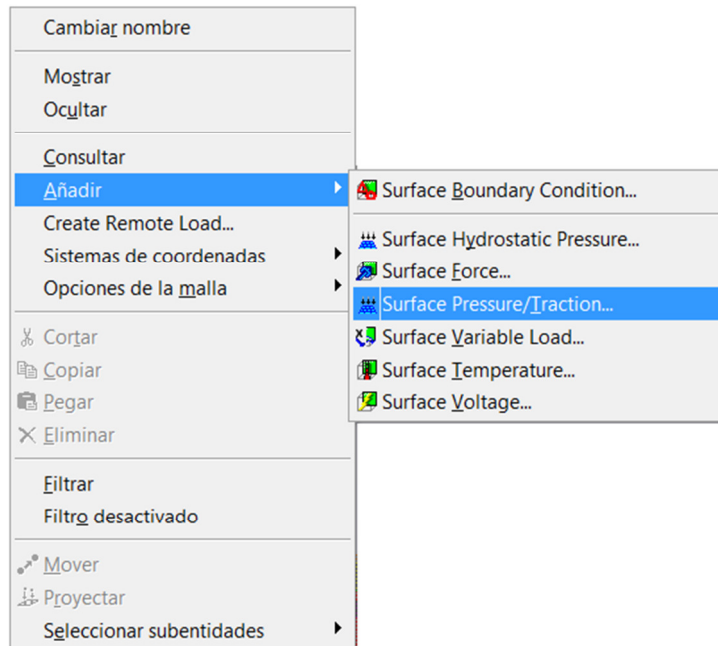 Cambiar nombre
Mostrar
Ocultar
Consultar
Añadir
Create Remote Load...
Sistemas de coordenadas
Opciones de la malla
Cortar
Copiar
Pegar
Eliminar
Filtrar
Filtro desactivado
Mover
Proyectar
Seleccionar subentidades
Surface Boundary Condition...
Surface Hydrostatic Pressure...
Surface Force...
Surface Pressure/Traction...
Surface Variable Load...
Surface Temperature...
Surface Voltage...